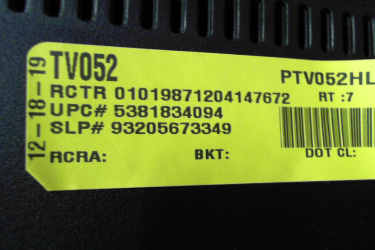 12-18-19
TV052 PTV052HL
RCTR 01019871204147672 RT :7
UPC# 5381834094
SLP# 93205673349
RCRA: BKT: DOT CL: